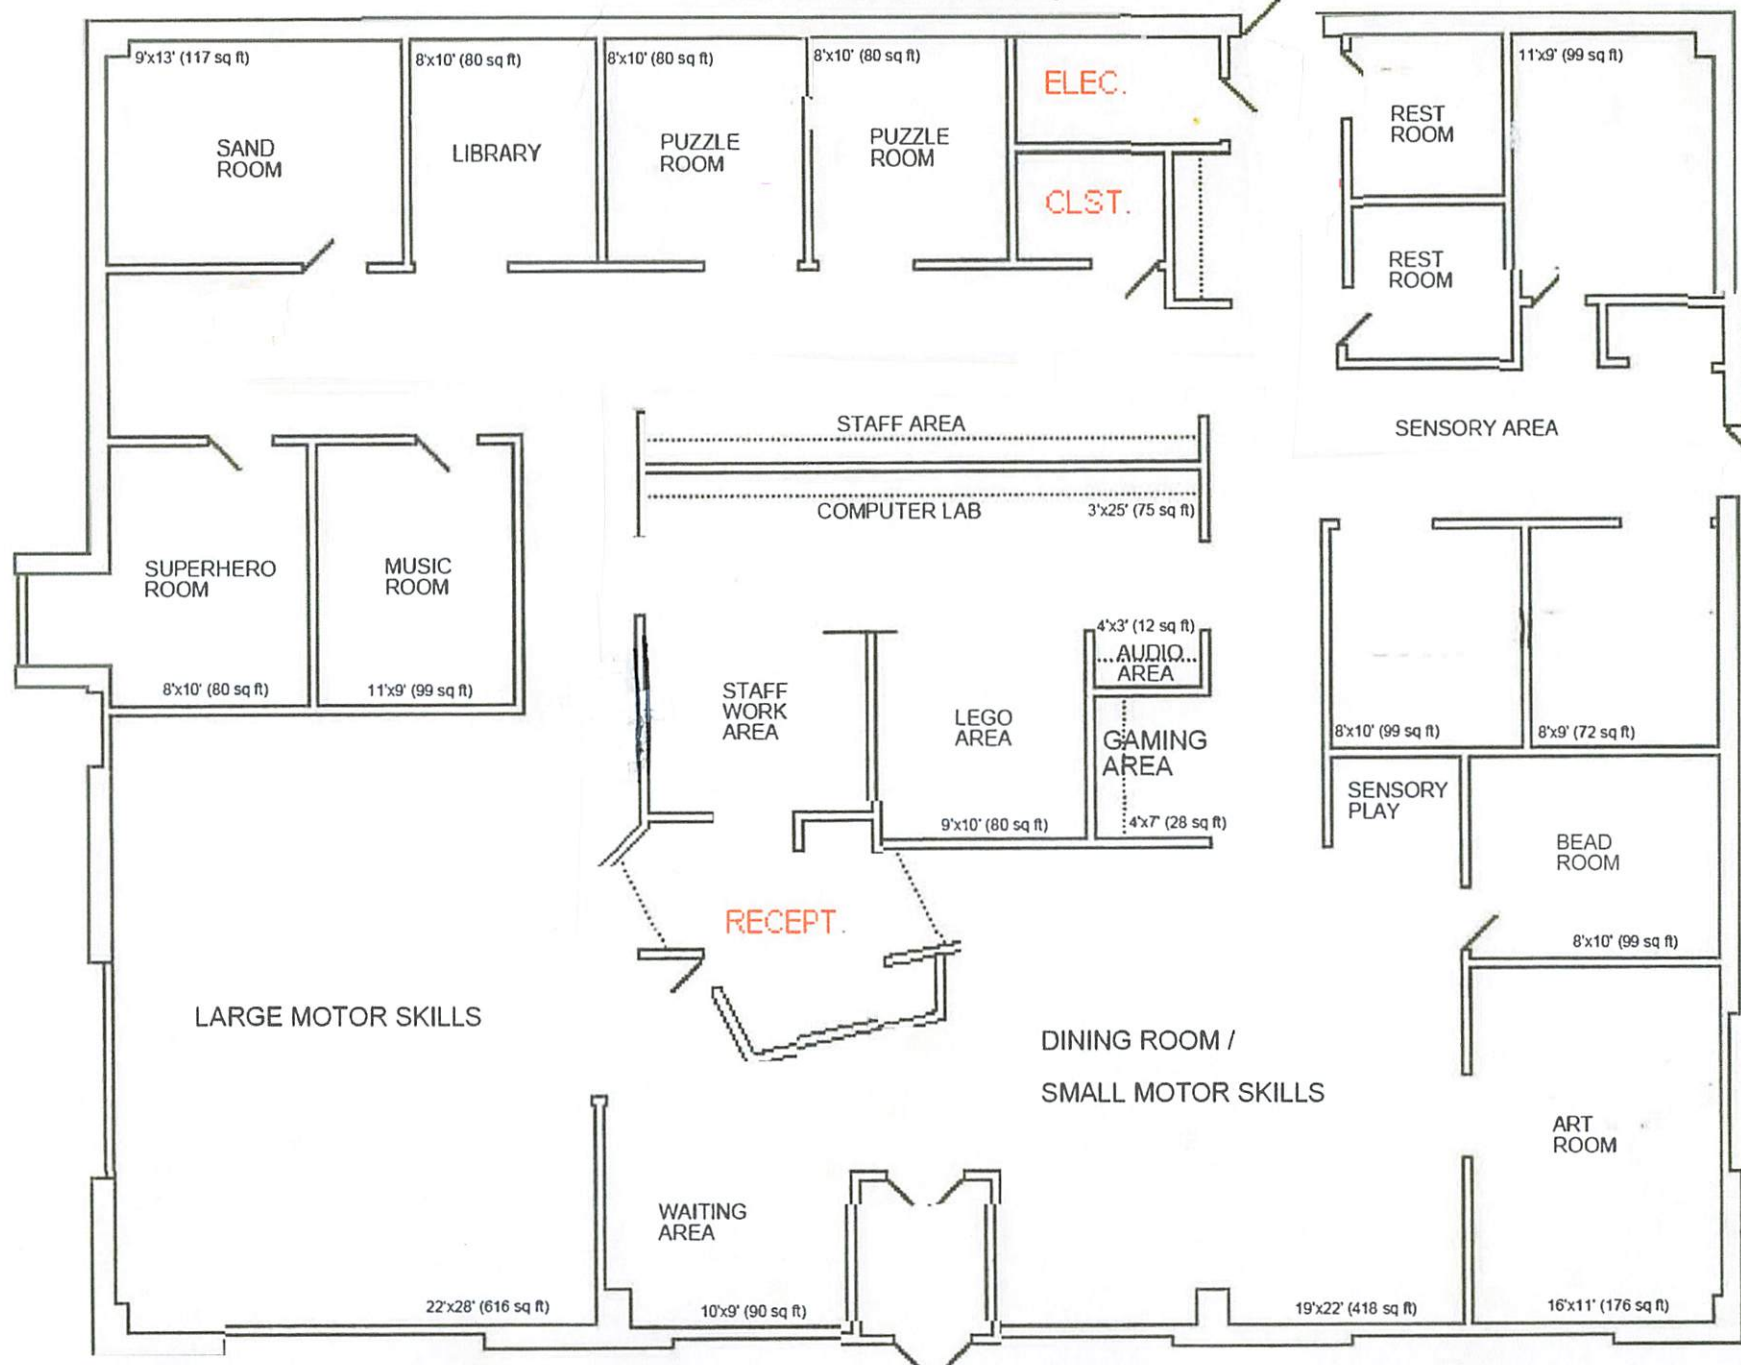 9'x13' (117 sq ft)
8'x10' (80 sq ft)
8'x10' (80 sq ft)
8'x10' (80 sq ft)
11'x9' (99 sq ft)
ELEC.
SAND
ROOM
LIBRARY
PUZZLE
ROOM
PUZZLE
ROOM
REST
ROOM
CLST.
REST
ROOM
STAFF AREA
SENSORY AREA
COMPUTER LAB
3'x25' (75 sq ft)
SUPERHERO
ROOM
MUSIC
ROOM
8'x10' (80 sq ft)
11'x9' (99 sq ft)
4'x3' (12 sq ft)
AUDIO
AREA
STAFF
WORK
AREA
LEGO
AREA
GAMING
AREA
9'x10' (80 sq ft)
4'x7' (28 sq ft)
8'x10' (99 sq ft)
8'x9' (72 sq ft)
SENSORY
PLAY
BEAD
ROOM
8'x10' (99 sq ft)
RECEPT.
LARGE MOTOR SKILLS
DINING ROOM /
SMALL MOTOR SKILLS
ART
ROOM
WAITING
AREA
22'x28' (616 sq ft)
10'x9' (90 sq ft)
19'x22' (418 sq ft)
16'x11' (176 sq ft)